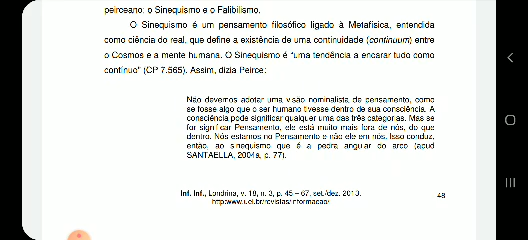 peirceano: o Sinequismo e o Falibilismo.
O Sinequismo é um pensamento filosófico ligado à Metafísica, entendida
como ciência do real, que define a existência de uma continuidade (continuum) entre
o Cosmos e a mente humana. O Sinequismo é “uma tendência a encarar tudo como
contínuo” (CP 7.565). Assim, dizia Peirce:
Não devemos adotar uma visão nominalista de pensamento, como
se fosse algo que o ser humano tivesse dentro de sua consciência. A
consciência pode significar qualquer uma das três categorias. Mas se
for significar Pensamento, ele está muito mais fora de nós, do que
dentro. Nós estamos no Pensamento e não ele em nós. Isso conduz,
então, ao sinequismo que é a pedra angular do arco (apud
SANTAELLA, 2004a, p. 77).
Inf. Inf., Londrina, v. 18, n. 3, p. 45 – 67, set./dez. 2013.
http:www.uel.br/revistas/informacao/
48